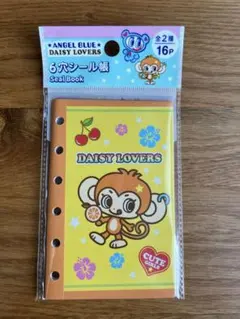 ★ANGEL BLUE★
DAISY LOVERS
全2種
16P
6穴シール帳
Seal Book
DAISY LOVERS
CUTE
GIRLS